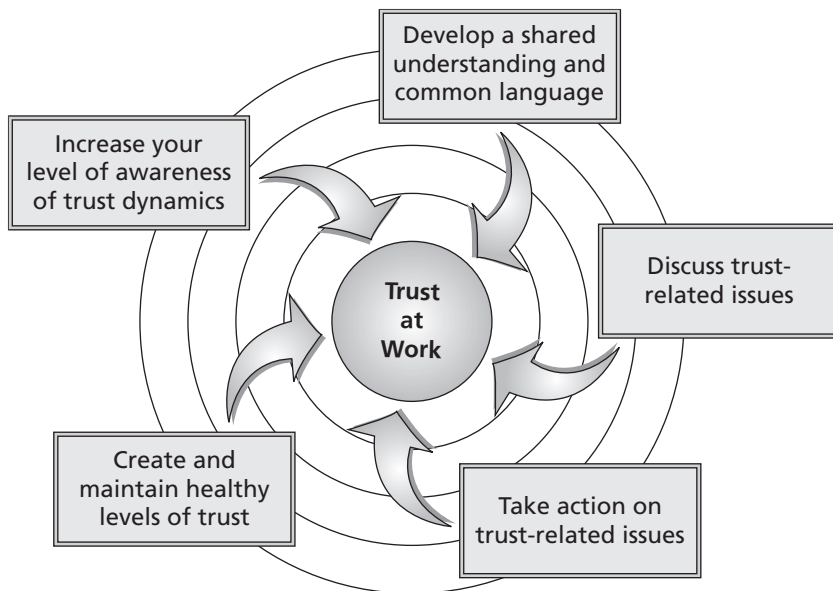 Develop a shared
understanding and
common language
Increase your
level of awareness
of trust dynamics
Discuss trust-
related issues
Trust
at
Work
Create and
maintain healthy
levels of trust
Take action on
trust-related issues